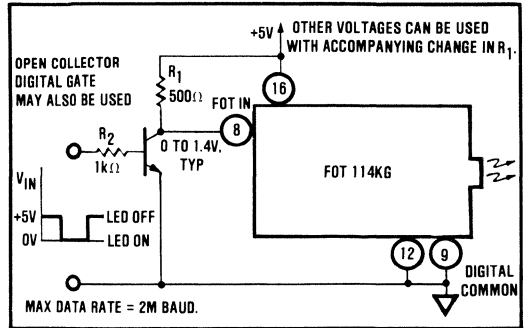 +5V
OTHER VOLTAGES CAN BE USED
WITH ACCOMPANYING CHANGE IN R1.
OPEN COLLECTOR
DIGITAL GATE
MAY ALSO BE USED
R1
500Ω
16
FOT IN
8
R2
1kΩ
0 TO 1.4V,
TYP
FOT 114KG
VIN
+5V
LED OFF
0V
LED ON
12
9
DIGITAL
COMMON
MAX DATA RATE = 2M BAUD.